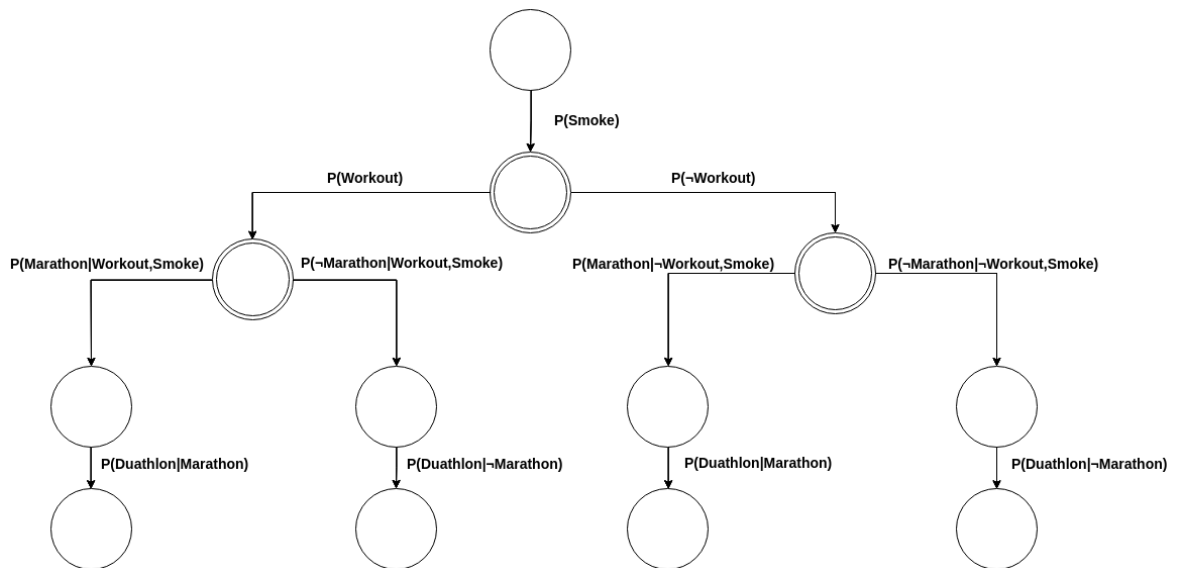 P(Smoke)
P(Workout)
P(¬Workout)
P(Marathon|Workout,Smoke)
P(¬Marathon|Workout,Smoke)
P(Marathon|¬Workout,Smoke)
P(¬Marathon|¬Workout,Smoke)
P(Duathlon|Marathon)
P(Duathlon|¬Marathon)
P(Duathlon|Marathon)
P(Duathlon|¬Marathon)